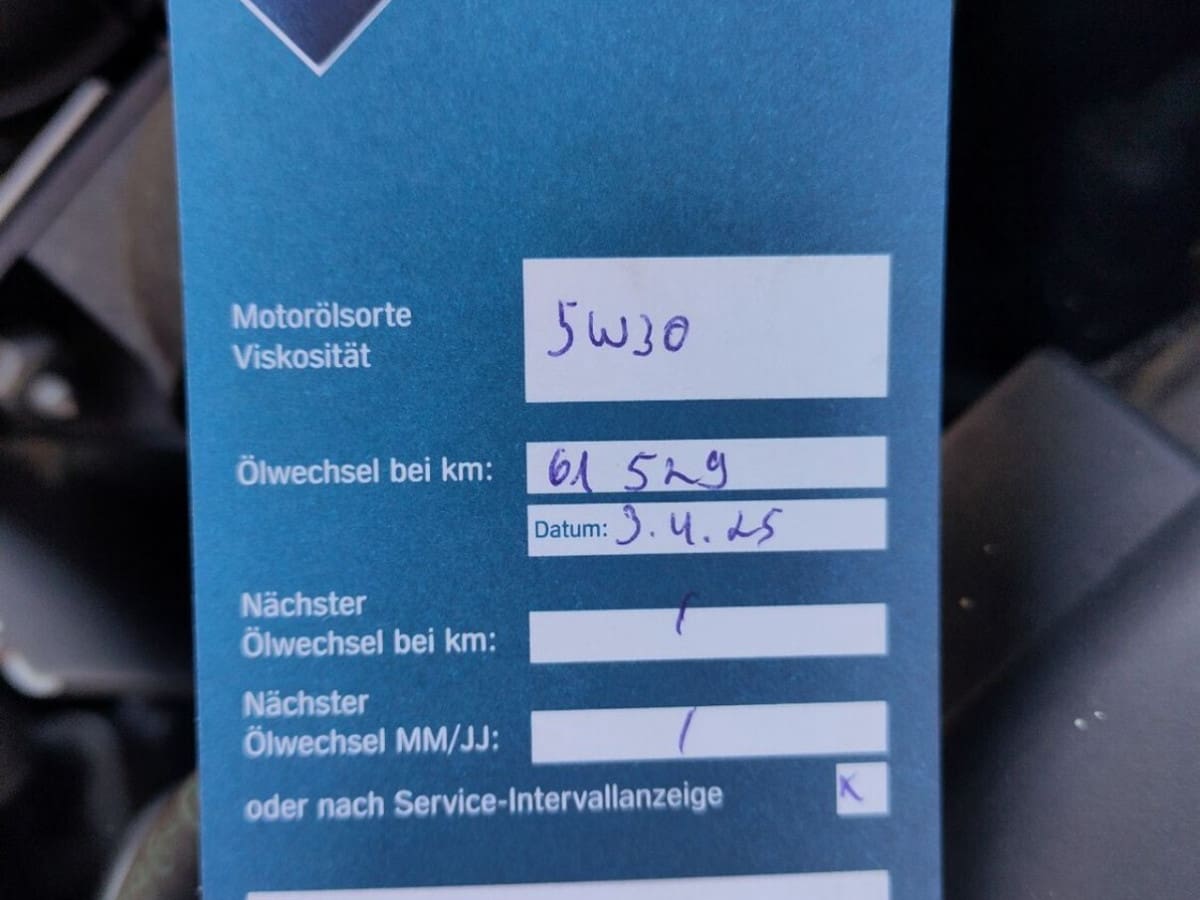 Motorölsorte
Viskosität
5W30
Ölwechsel bei km: 61 529
Datum: 3.4.25
Nächster
Ölwechsel bei km: /
Nächster
Ölwechsel MM/JJ: /
oder nach Service-Intervallanzeige x